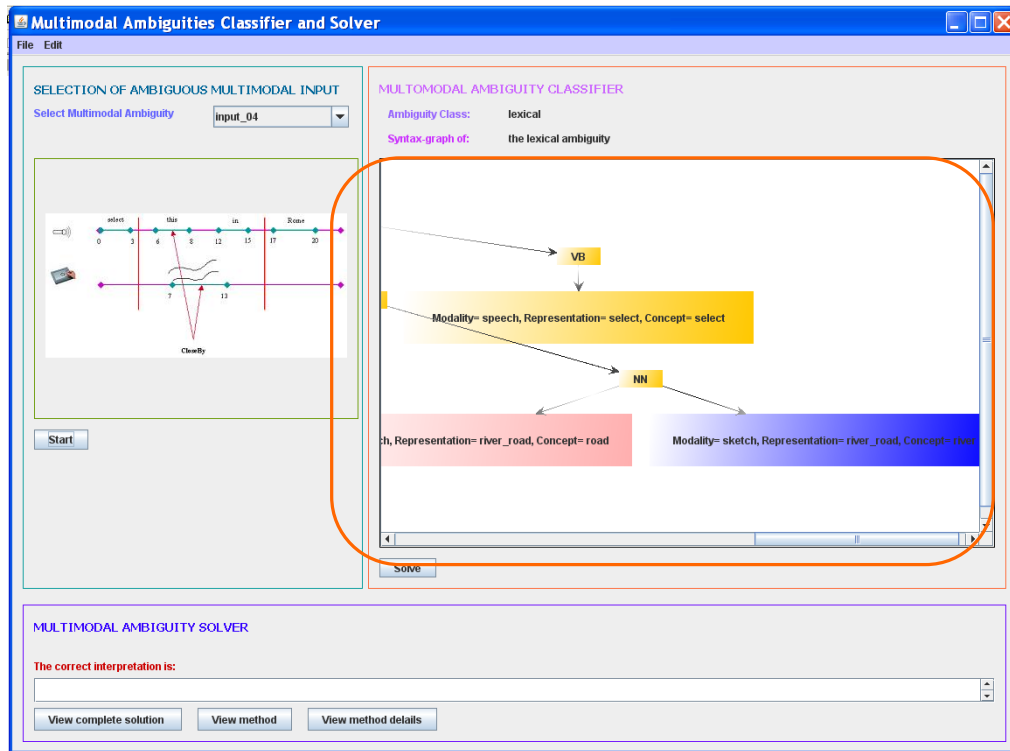 Multimodal Ambiguities Classifier and Solver
File Edit
SELECTION OF AMBIGUOUS MULTIMODAL INPUT
Select Multimodal Ambiguity input_04
select this in Rome
0 3 6 8 12 15 17 20
7 13
CloseBy
Start
MULTOMODAL AMBIGUITY CLASSIFIER
Ambiguity Class: lexical
Syntax-graph of: the lexical ambiguity
VB
Modality= speech, Representation= select, Concept= select
NN
ch, Representation= river_road, Concept= road
Modality= sketch, Representation= river_road, Concept= river
Solve
MULTIMODAL AMBIGUITY SOLVER
The correct interpretation is:
View complete solution View method View method delails